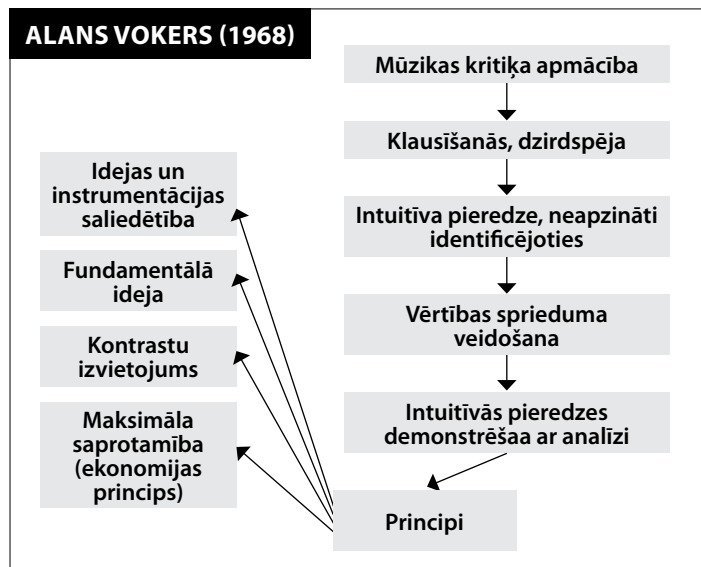 ALANS VOKERS (1968)
Mūzikas kritiķa apmācība
Klausīšanās, dzirdspēja
Intuitīva pieredze, neapzināti
identificējoties
Vērtības sprieduma
veidošana
Intuitīvās pieredzes
demonstrēšaa ar analīzi
Principi
Idejas un
instrumentācijas
saliedētība
Fundamentālā
ideja
Kontrastu
izvietojums
Maksimāla
saprotamība
(ekonomijas
princips)